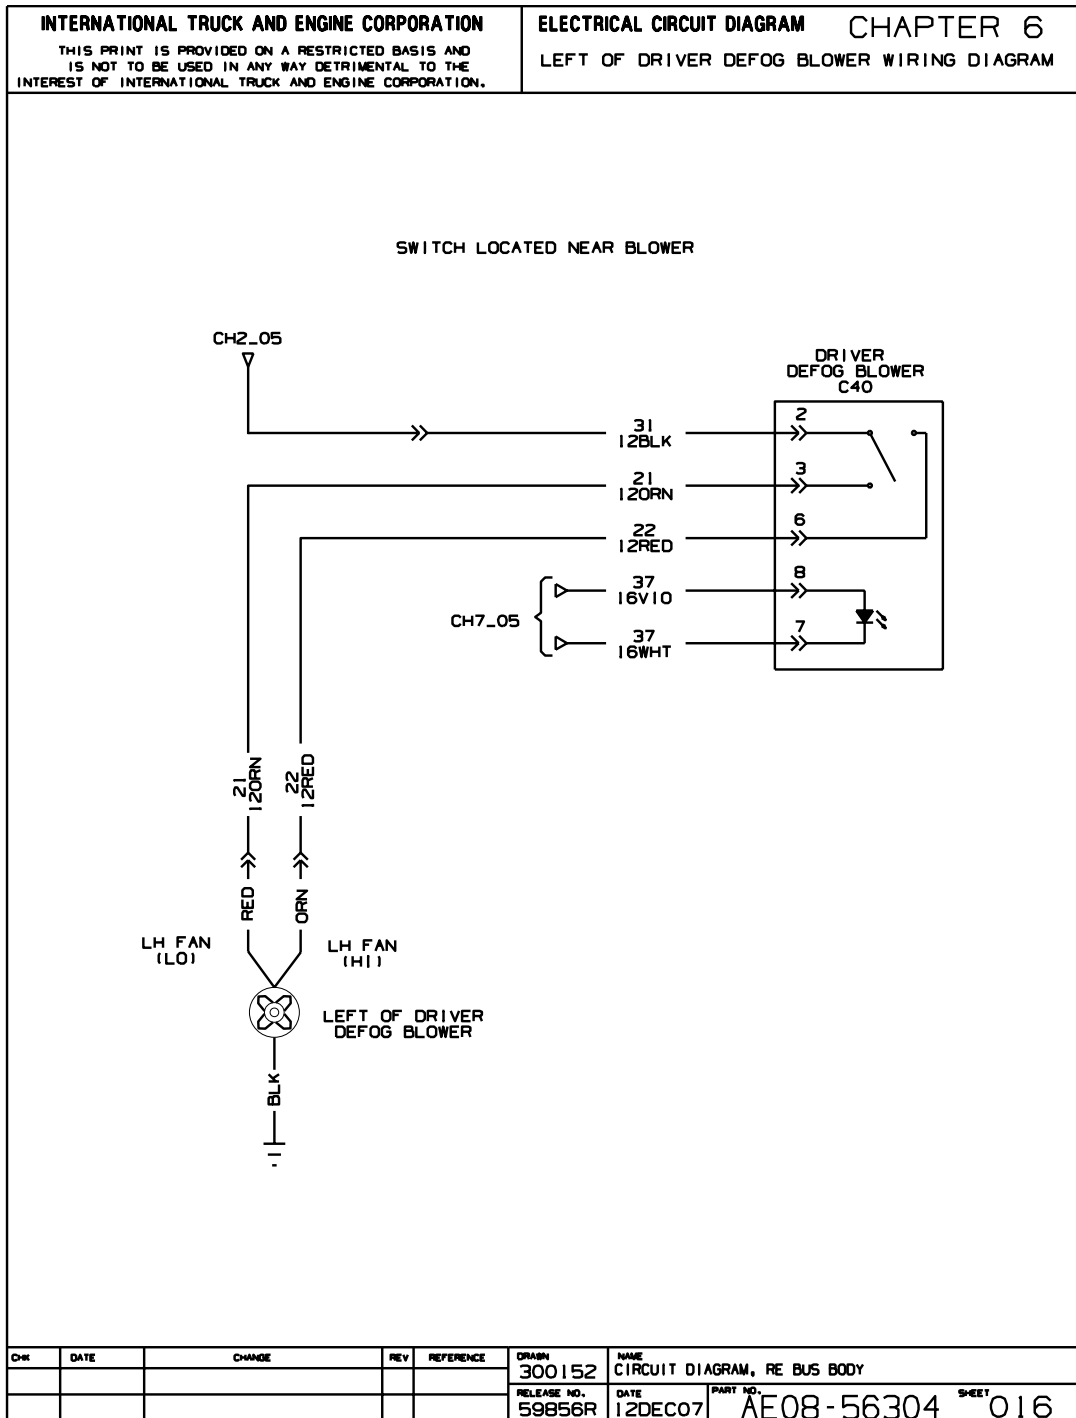 INTERNATIONAL TRUCK AND ENGINE CORPORATION
THIS PRINT IS PROVIDED ON A RESTRICTED BASIS AND
IS NOT TO BE USED IN ANY WAY DETRIMENTAL TO THE
INTEREST OF INTERNATIONAL TRUCK AND ENGINE CORPORATION.
ELECTRICAL CIRCUIT DIAGRAM CHAPTER 6
LEFT OF DRIVER DEFOG BLOWER WIRING DIAGRAM
SWITCH LOCATED NEAR BLOWER
CH2_05
DRIVER
DEFOG BLOWER
C40
31
12BLK
2
21
12ORN
3
22
12RED
6
37
16VIO
8
CH7_05
37
16WHT
7
21
12ORN
22
12RED
RED
ORN
LH FAN
(LO)
LH FAN
(HI)
LEFT OF DRIVER
DEFOG BLOWER
BLK
CHK DATE CHANGE REV REFERENCE
DRAWN
300152
NAME
CIRCUIT DIAGRAM, RE BUS BODY
RELEASE NO.
59856R
DATE
12DEC07
PART NO.
AE08-56304
SHEET
016